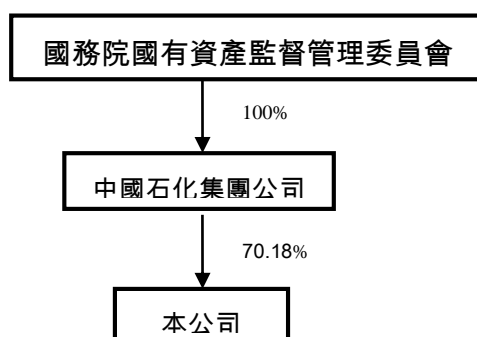 國務院國有資產監督管理委員會
100%
中國石化集團公司
70.18%
本公司